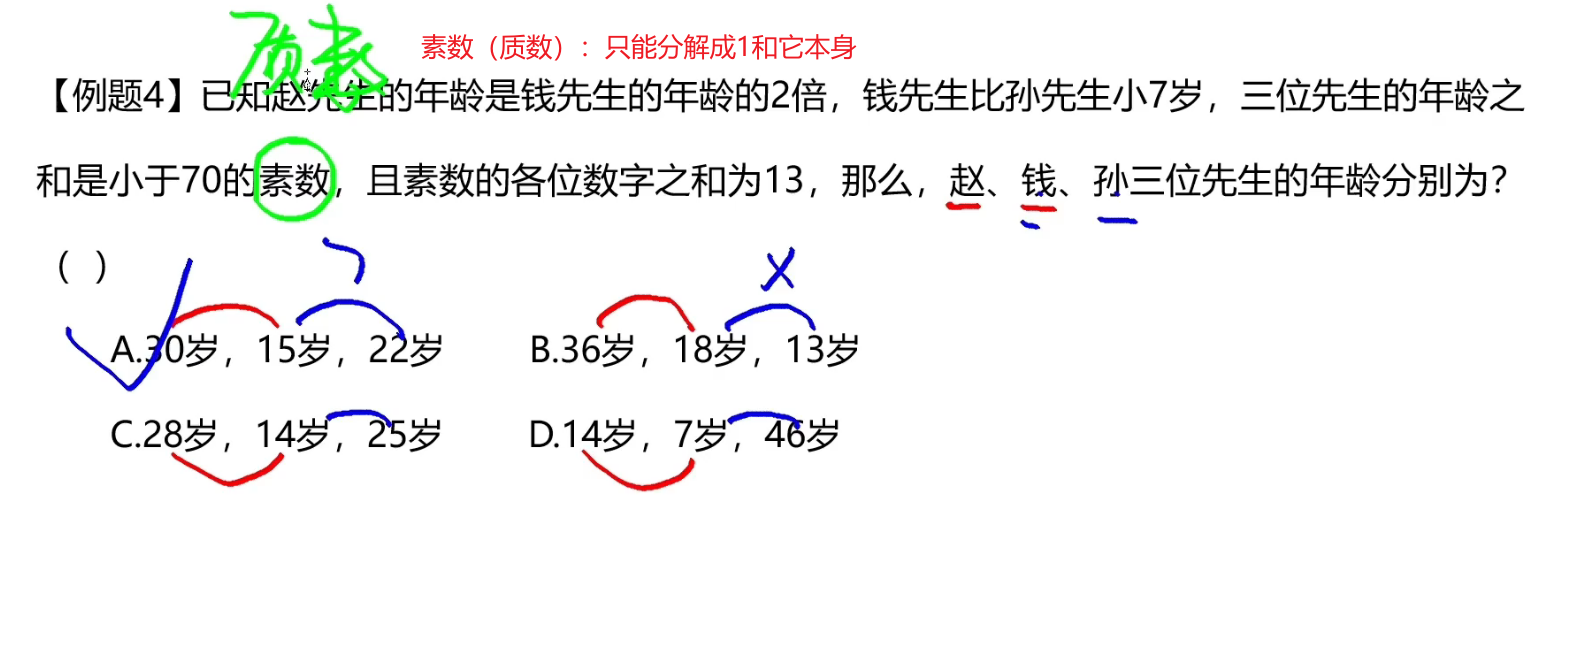 质素
素数（质数）：只能分解成1和它本身
【例题4】已知赵先生的年龄是钱先生的年龄的2倍，钱先生比孙先生小7岁，三位先生的年龄之
和是小于70的素数，且素数的各位数字之和为13，那么，赵、钱、孙三位先生的年龄分别为？
（ ）
7
X
A.30岁，15岁，22岁 B.36岁，18岁，13岁
C.28岁，14岁，25岁 D.14岁，7岁，46岁